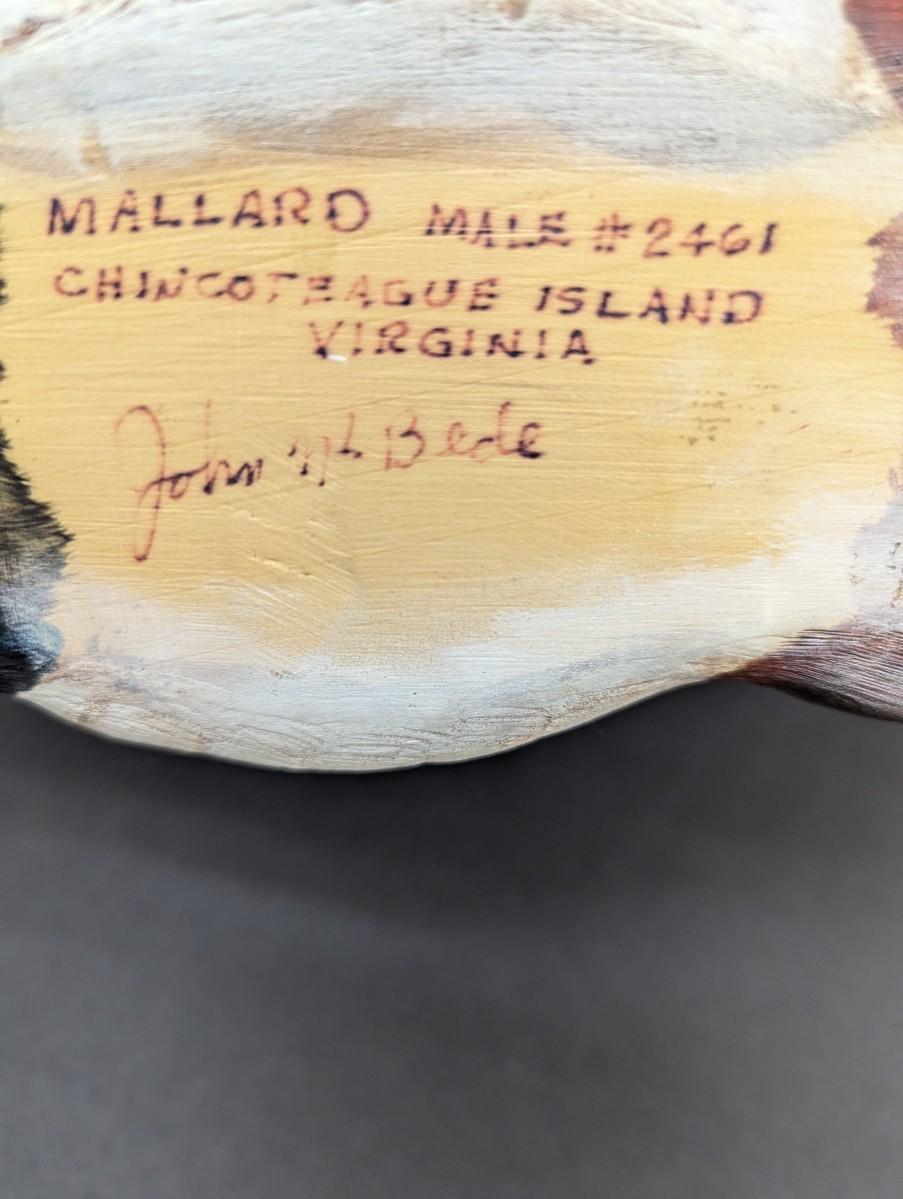 MALLARD MALE #2461
CHINCOTEAGUE ISLAND
VIRGINIA
John Bede